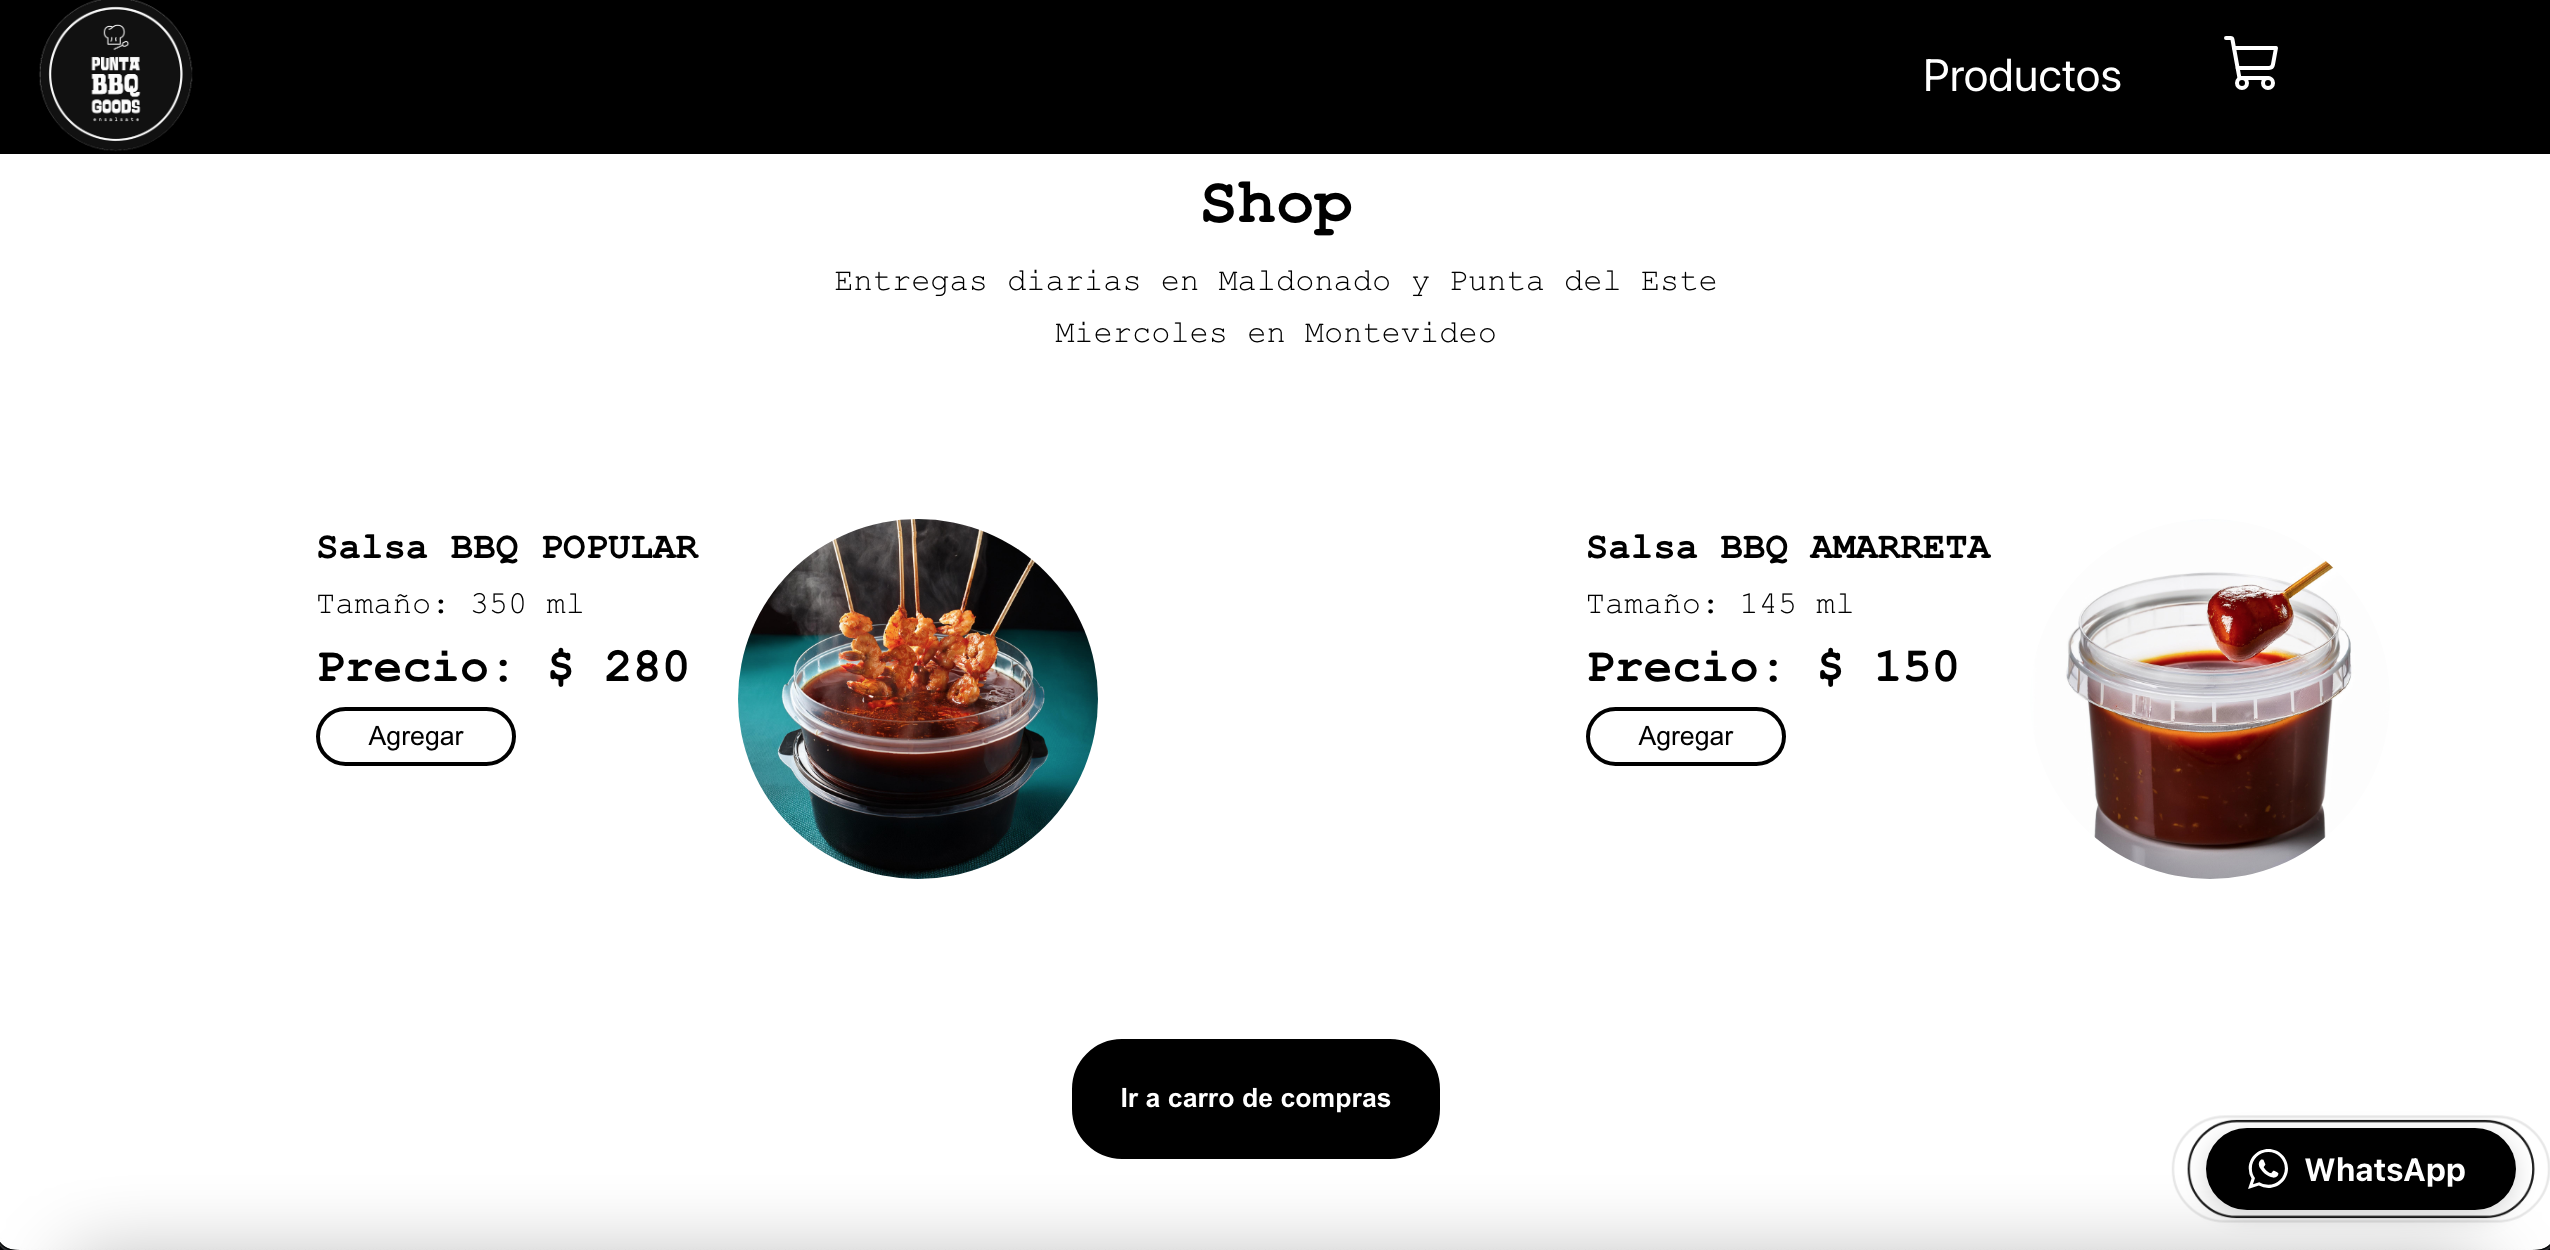 PUNTA
BBQ
GOODS
ensalsate
Productos
Shop
Entregas diarias en Maldonado y Punta del Este
Miercoles en Montevideo
Salsa BBQ POPULAR
Tamaño: 350 ml
Precio: $ 280
Agregar
Salsa BBQ AMARRETA
Tamaño: 145 ml
Precio: $ 150
Agregar
Ir a carro de compras
WhatsApp